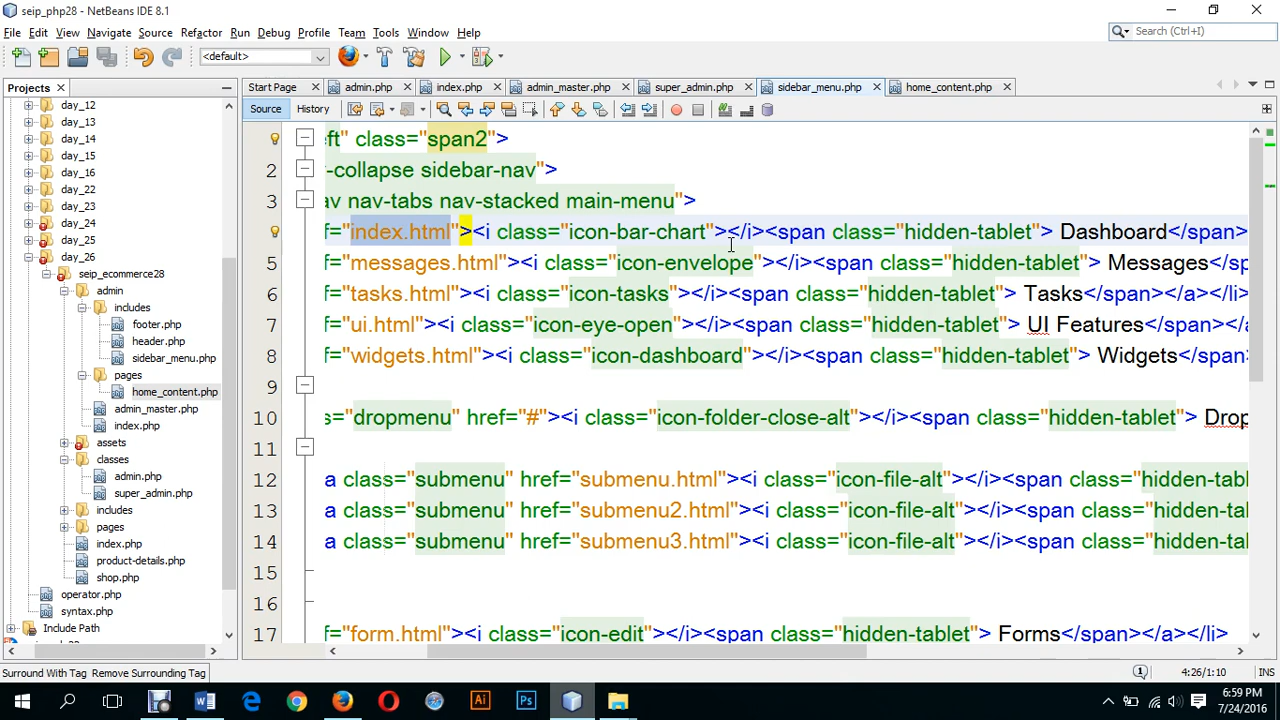 seip_php28 - NetBeans IDE 8.1
File Edit View Navigate Source Refactor Run Debug Profile Team Tools Window Help
Search (Ctrl+I)
<default>
Projects
Start Page admin.php index.php admin_master.php super_admin.php sidebar_menu.php home_content.php
Source History
day_12
day_13
day_14
day_15
day_16
day_22
day_23
day_24
day_25
day_26
seip_ecommerce28
admin
includes
footer.php
header.php
sidebar_menu.php
pages
home_content.php
admin_master.php
index.php
assets
classes
admin.php
super_admin.php
includes
pages
index.php
product-details.php
shop.php
operator.php
syntax.php
Include Path
eft" class="span2">
2 -collapse sidebar-nav">
3 av nav-tabs nav-stacked main-menu">
f="index.html"><i class="icon-bar-chart"></i><span class="hidden-tablet"> Dashboard</span>
5 f="messages.html"><i class="icon-envelope"></i><span class="hidden-tablet"> Messages</sp
6 f="tasks.html"><i class="icon-tasks"></i><span class="hidden-tablet"> Tasks</span></a></li>
7 f="ui.html"><i class="icon-eye-open"></i><span class="hidden-tablet"> UI Features</span></a
8 f="widgets.html"><i class="icon-dashboard"></i><span class="hidden-tablet"> Widgets</span>
9
10 s="dropmenu" href="#"><i class="icon-folder-close-alt"></i><span class="hidden-tablet"> Drop
11
12 a class="submenu" href="submenu.html"><i class="icon-file-alt"></i><span class="hidden-tal
13 a class="submenu" href="submenu2.html"><i class="icon-file-alt"></i><span class="hidden-ta
14 a class="submenu" href="submenu3.html"><i class="icon-file-alt"></i><span class="hidden-ta
15
16
17 f="form.html"><i class="icon-edit"></i><span class="hidden-tablet"> Forms</span></a></li>
Surround With Tag Remove Surrounding Tag
1 4:26/1:10 INS
6:59 PM
7/24/2016